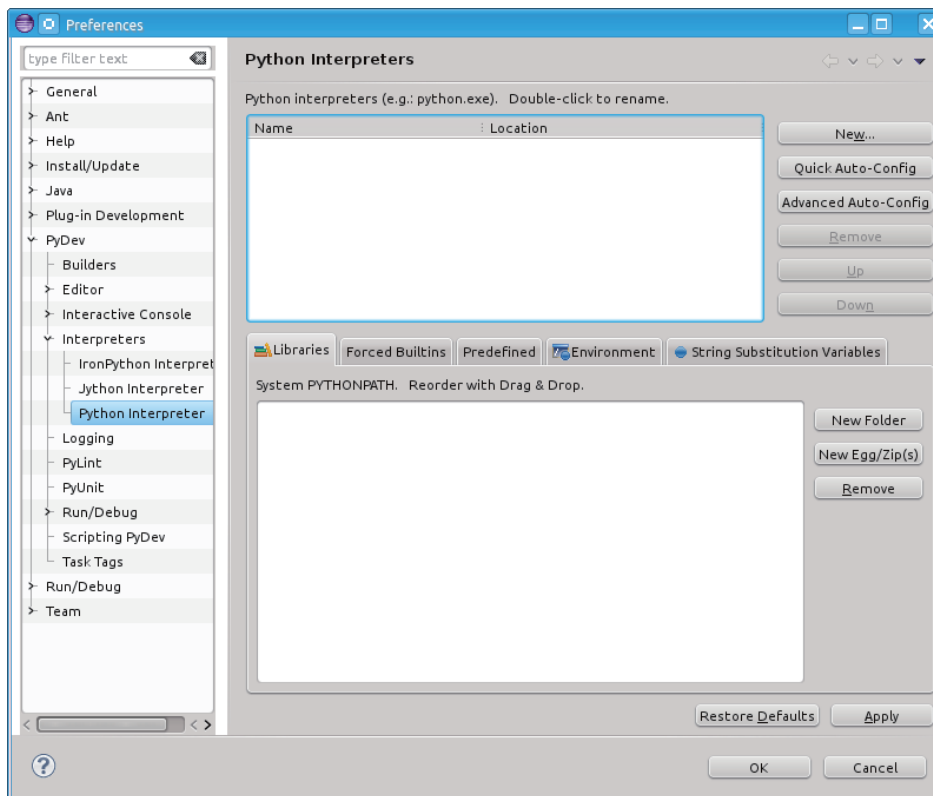 Preferences
type filter text
General
Ant
Help
Install/Update
Java
Plug-in Development
PyDev
Builders
Editor
Interactive Console
Interpreters
IronPython Interpret
Jython Interpreter
Python Interpreter
Logging
PyLint
PyUnit
Run/Debug
Scripting PyDev
Task Tags
Run/Debug
Team
Python Interpreters
Python interpreters (e.g.: python.exe). Double-click to rename.
Name Location
New...
Quick Auto-Config
Advanced Auto-Config
Remove
Up
Down
Libraries Forced Builtins Predefined Environment String Substitution Variables
System PYTHONPATH. Reorder with Drag & Drop.
New Folder
New Egg/Zip(s)
Remove
Restore Defaults Apply
OK Cancel